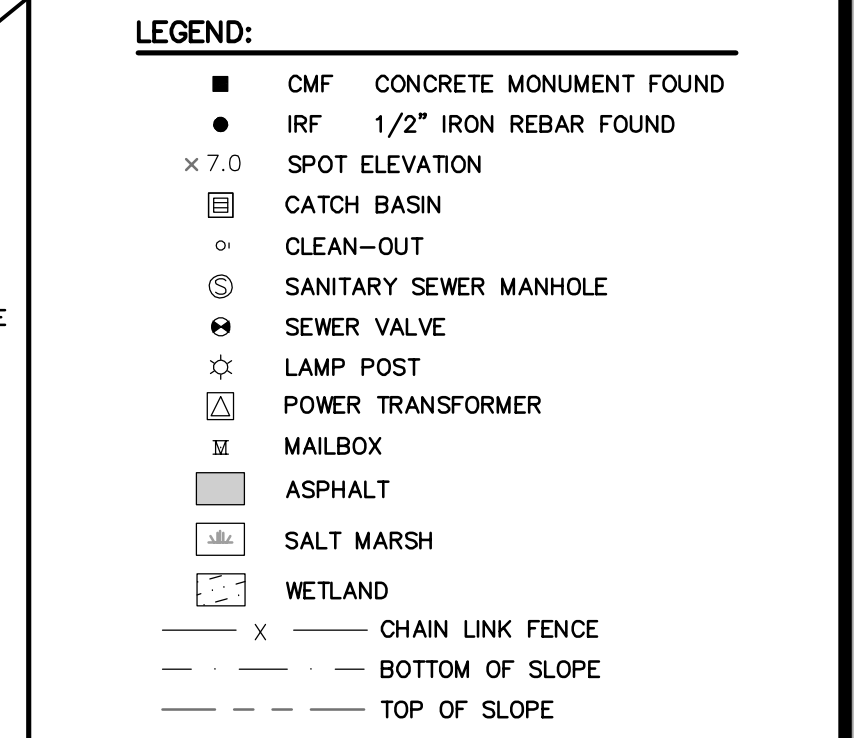 LEGEND:
CMF CONCRETE MONUMENT FOUND
IRF 1/2" IRON REBAR FOUND
× 7.0 SPOT ELEVATION
CATCH BASIN
CLEAN-OUT
S SANITARY SEWER MANHOLE
SEWER VALVE
LAMP POST
POWER TRANSFORMER
M MAILBOX
ASPHALT
SALT MARSH
WETLAND
X CHAIN LINK FENCE
BOTTOM OF SLOPE
TOP OF SLOPE